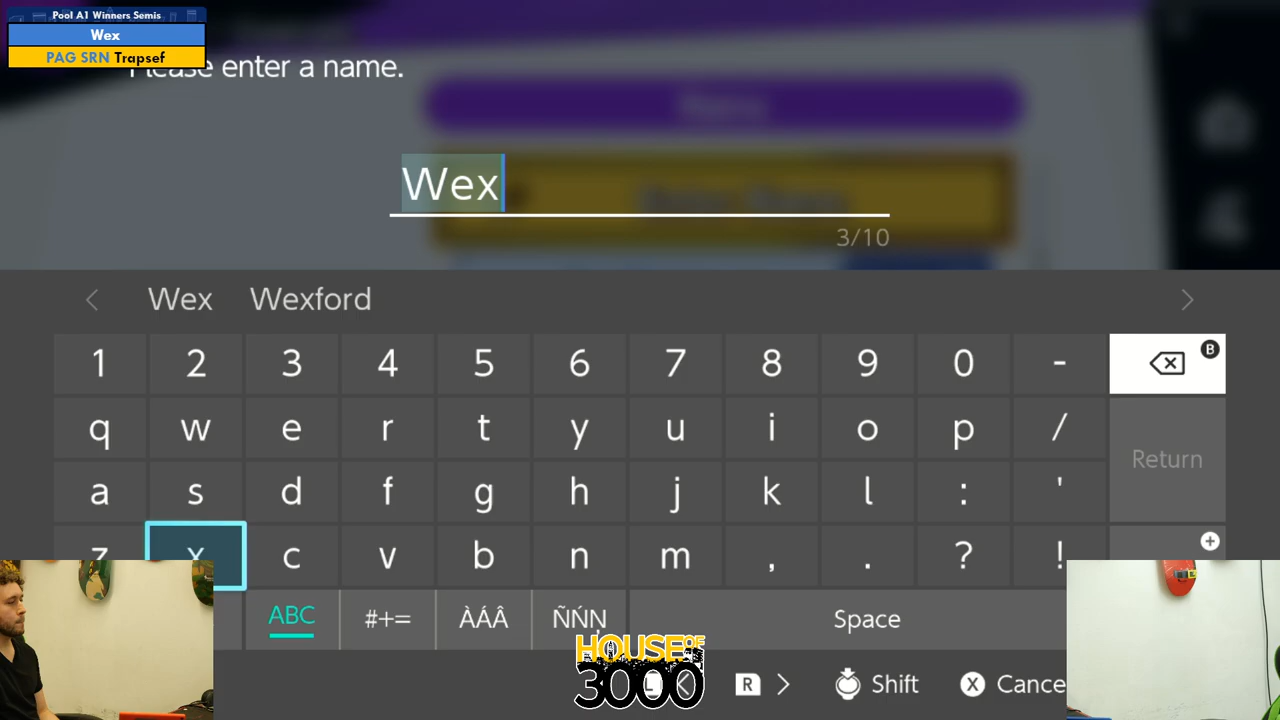 Pool A1 Winners Semis
Wex
PAG SRN Trapsef
Please enter a name.
Wex
3/10
Wex Wexford
1 2 3 4 5 6 7 8 9 0 - B
q w e r t y u i o p /
Return
a s d f g h j k l : '
z x c v b n m , . ? ! +
ABC #+= ÀÁÂ ÑŃŅ Space
HOUSE OF
3000
L R Shift X Cance